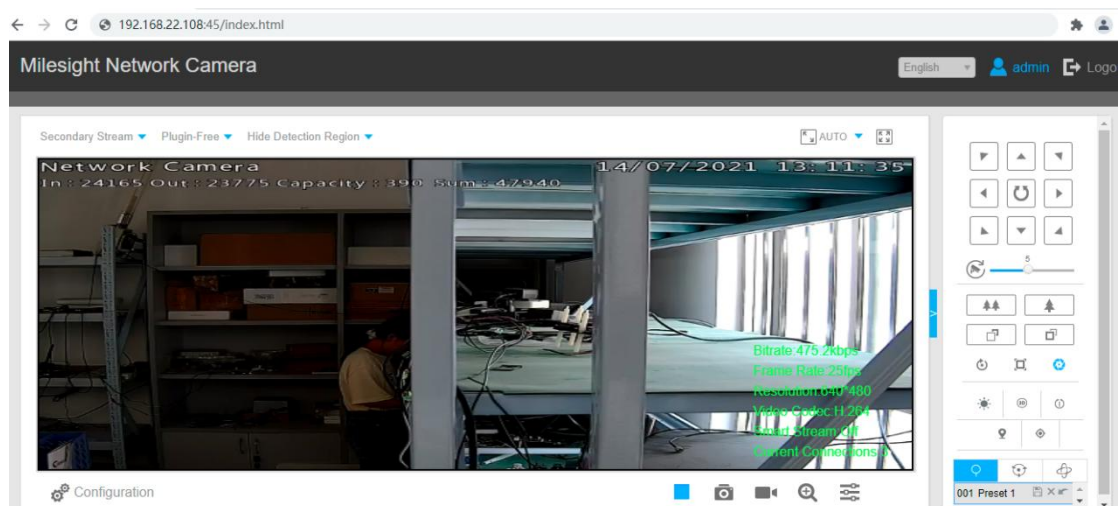 192.168.22.108:45/index.html
Milesight Network Camera
English
admin
Logo
Secondary Stream
Plugin-Free
Hide Detection Region
AUTO
Network Camera
14/07/2021 13:11:35
In:24165 Out:23775 Capacity:390 Sum:47940
5
Bitrate:475.2kbps
Frame Rate:25fps
Resolution:640*480
Video Codec:H.264
Smart Stream:Off
Current Connections:
Configuration
001 Preset 1